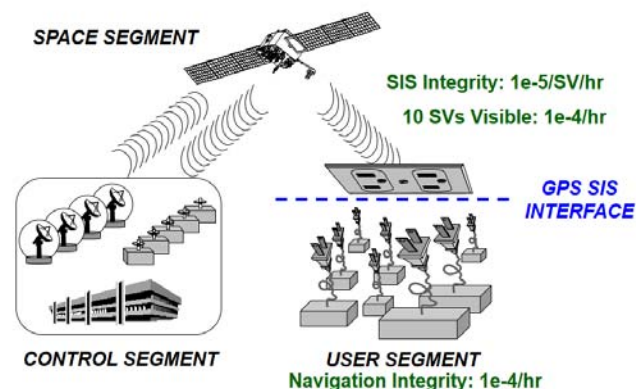 SPACE SEGMENT
SIS Integrity: 1e-5/SV/hr
10 SVs Visible: 1e-4/hr
GPS SIS
INTERFACE
CONTROL SEGMENT
USER SEGMENT
Navigation Integrity: 1e-4/hr